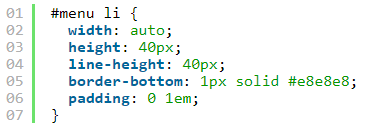 01 #menu li {
02 width: auto;
03 height: 40px;
04 line-height: 40px;
05 border-bottom: 1px solid #e8e8e8;
06 padding: 0 1em;
07 }